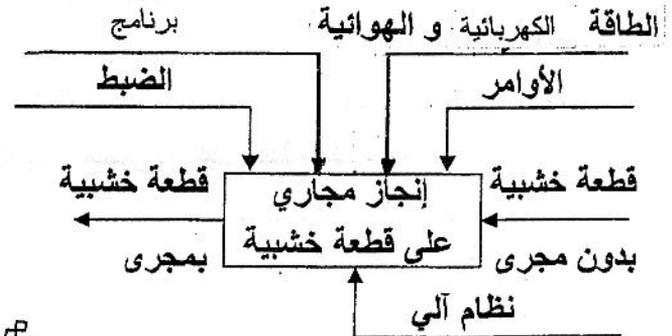 الطاقة الكهربائية و الهوائية
برنامج
الأوامر
الضبط
قطعة خشبية
بدون مجرى
إنجاز مجاري
على قطعة خشبية
قطعة خشبية
بمجرى
نظام آلي